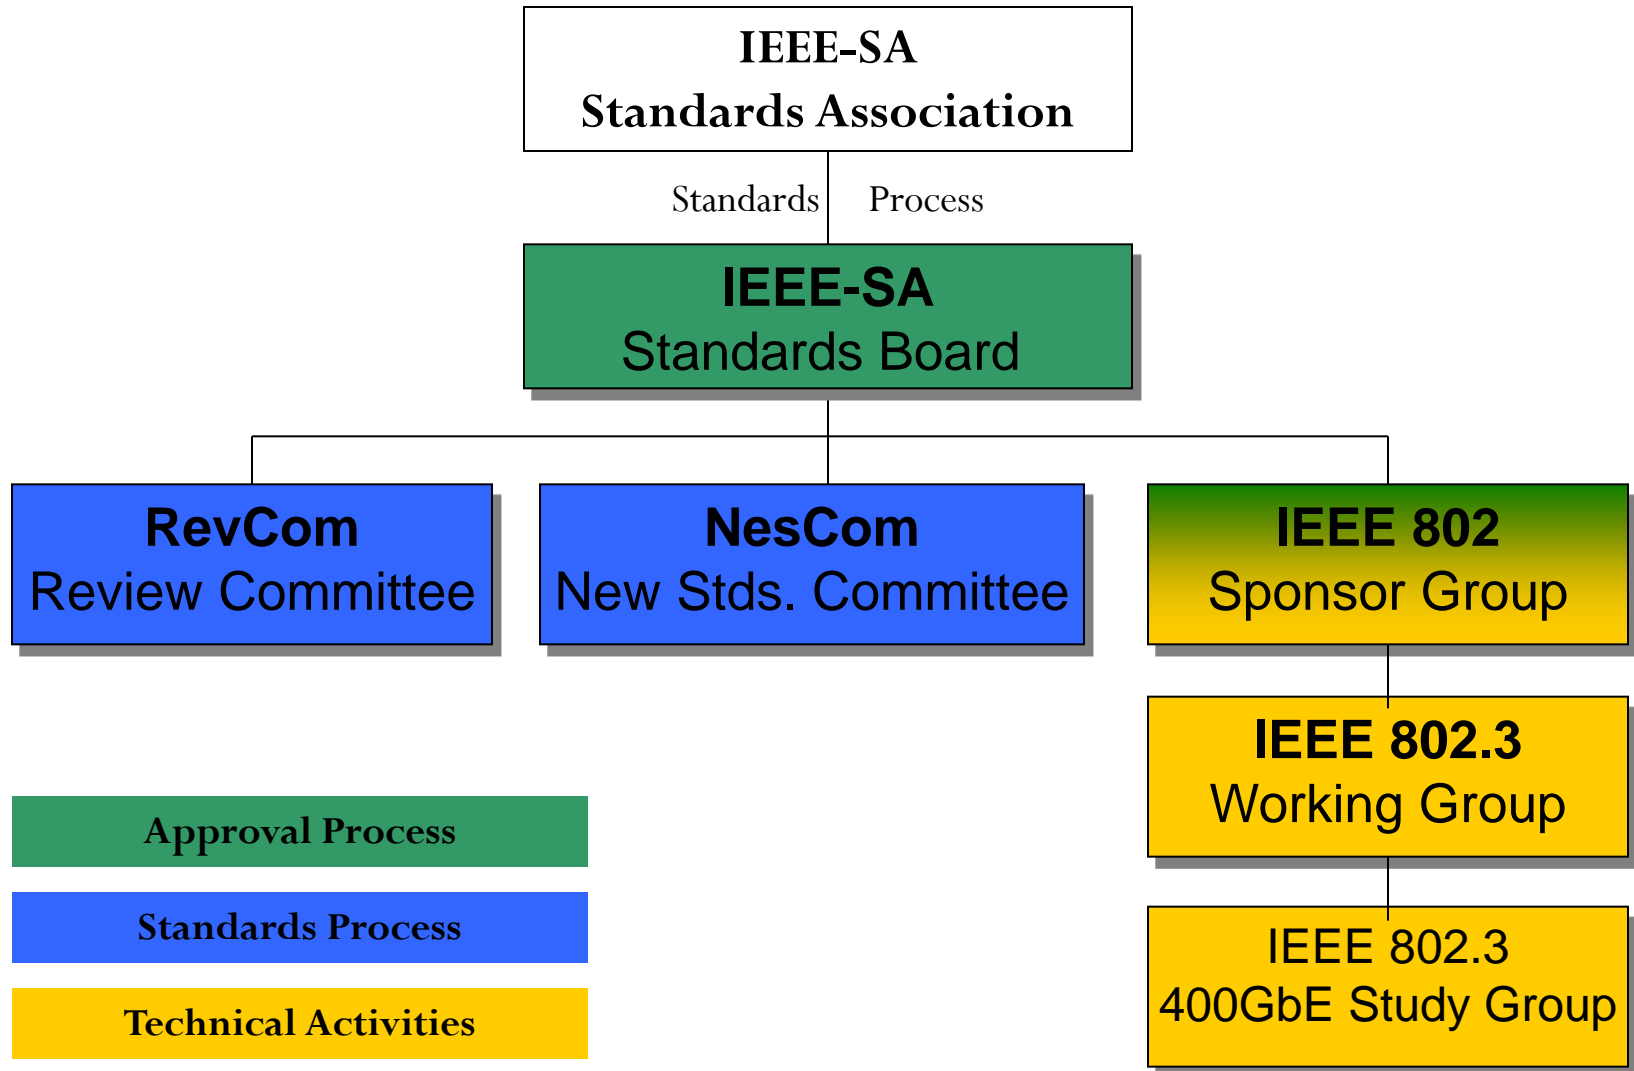 IEEE-SA
Standards Association
Standards Process
IEEE-SA
Standards Board
RevCom
Review Committee
NesCom
New Stds. Committee
IEEE 802
Sponsor Group
IEEE 802.3
Working Group
IEEE 802.3
400GbE Study Group
Approval Process
Standards Process
Technical Activities